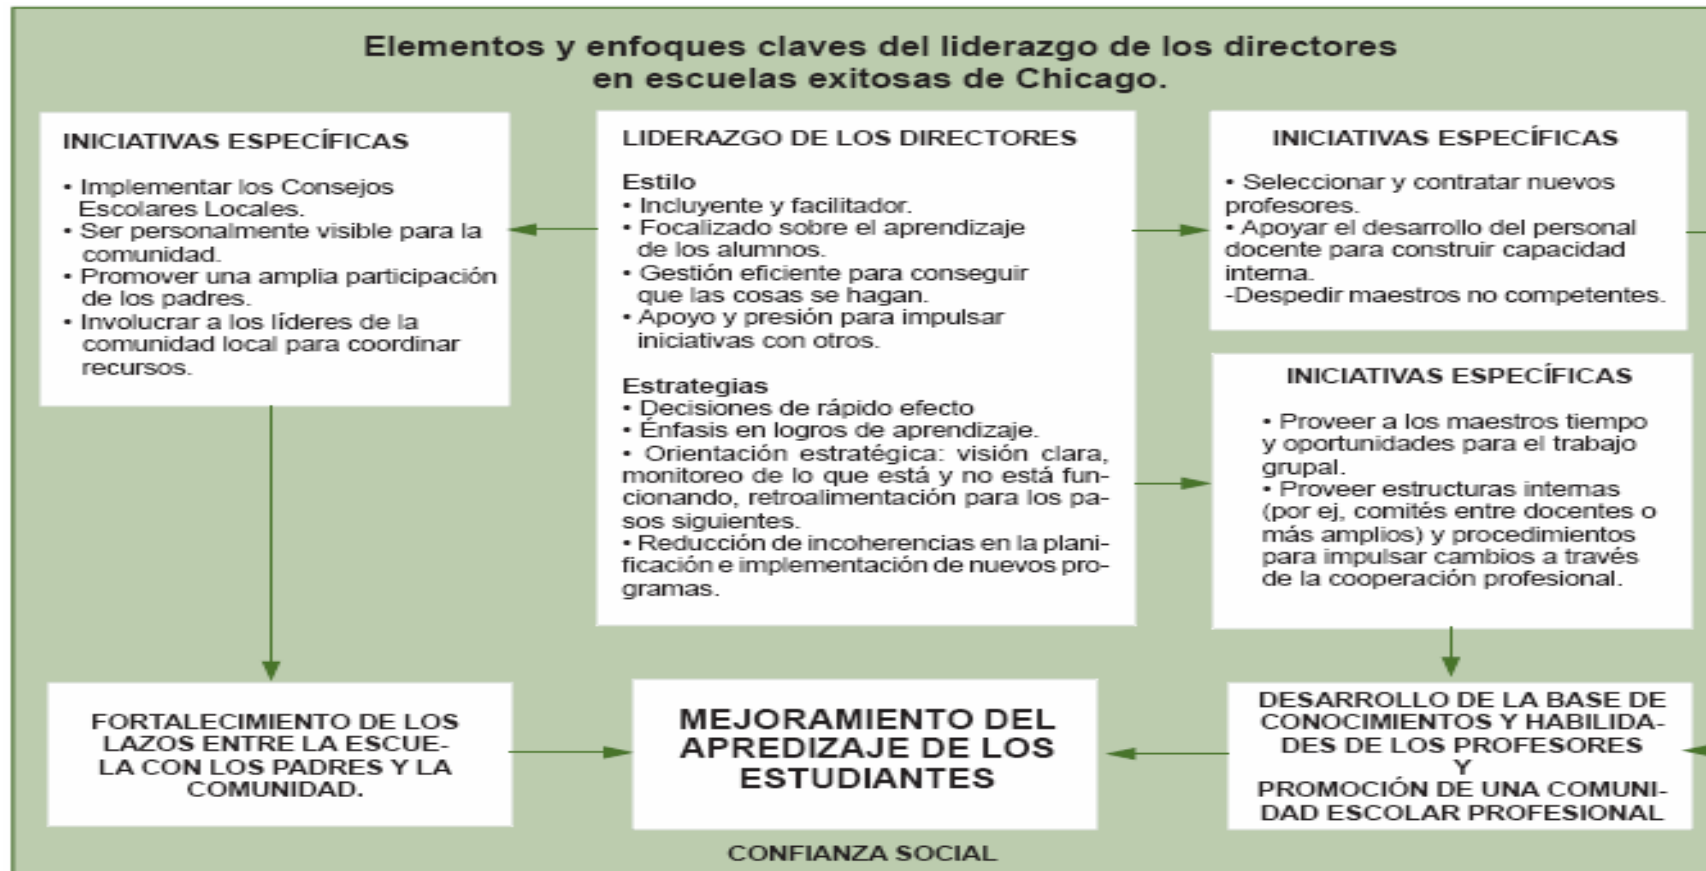 Elementos y enfoques claves del liderazgo de los directores
en escuelas exitosas de Chicago.
INICIATIVAS ESPECÍFICAS
• Implementar los Consejos
Escolares Locales.
• Ser personalmente visible para la
comunidad.
• Promover una amplia participación
de los padres.
• Involucrar a los líderes de la
comunidad local para coordinar
recursos.
LIDERAZGO DE LOS DIRECTORES
Estilo
• Incluyente y facilitador.
• Focalizado sobre el aprendizaje
de los alumnos.
• Gestión eficiente para conseguir
que las cosas se hagan.
• Apoyo y presión para impulsar
iniciativas con otros.
Estrategias
• Decisiones de rápido efecto
• Énfasis en logros de aprendizaje.
• Orientación estratégica: visión clara,
monitoreo de lo que está y no está fun-
cionando, retroalimentación para los pa-
sos siguientes.
• Reducción de incoherencias en la plani-
ficación e implementación de nuevos pro-
gramas.
INICIATIVAS ESPECÍFICAS
• Seleccionar y contratar nuevos
profesores.
• Apoyar el desarrollo del personal
docente para construir capacidad
interna.
-Despedir maestros no competentes.
INICIATIVAS ESPECÍFICAS
• Proveer a los maestros tiempo
y oportunidades para el trabajo
grupal.
• Proveer estructuras internas
(por ej, comités entre docentes o
más amplios) y procedimientos
para impulsar cambios a través
de la cooperación profesional.
FORTALECIMIENTO DE LOS
LAZOS ENTRE LA ESCUE-
LA CON LOS PADRES Y LA
COMUNIDAD.
MEJORAMIENTO DEL
APREDIZAJE DE LOS
ESTUDIANTES
DESARROLLO DE LA BASE DE
CONOCIMIENTOS Y HABILIDA-
DES DE LOS PROFESORES
Y
PROMOCIÓN DE UNA COMUNI-
DAD ESCOLAR PROFESIONAL
CONFIANZA SOCIAL